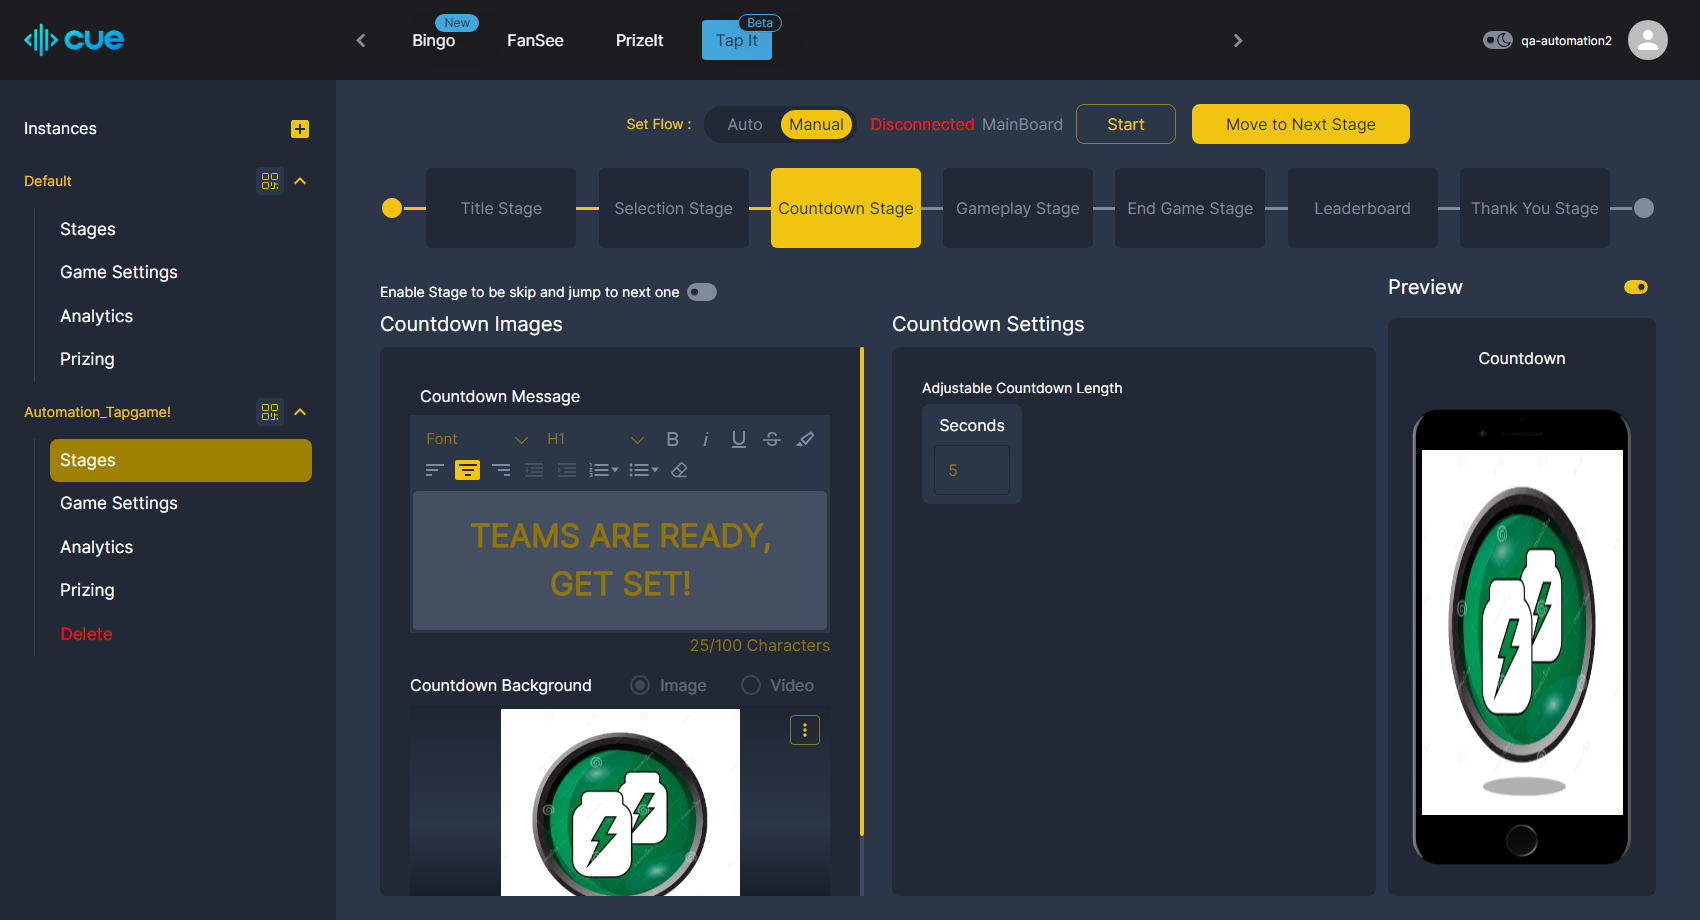 cue
Bingo
New
FanSee
PrizeIt
Tap It
Beta
qa-automation2
Instances
Default
Stages
Game Settings
Analytics
Prizing
Automation_Tapgame!
Stages
Game Settings
Analytics
Prizing
Delete
Set Flow :
Auto
Manual
Disconnected MainBoard
Start
Move to Next Stage
Title Stage
Selection Stage
Countdown Stage
Gameplay Stage
End Game Stage
Leaderboard
Thank You Stage
Enable Stage to be skip and jump to next one
Countdown Images
Countdown Message
Font
H1
B
i
U
S
TEAMS ARE READY,
GET SET!
25/100 Characters
Countdown Background
Image
Video
Countdown Settings
Adjustable Countdown Length
Seconds
5
Preview
Countdown